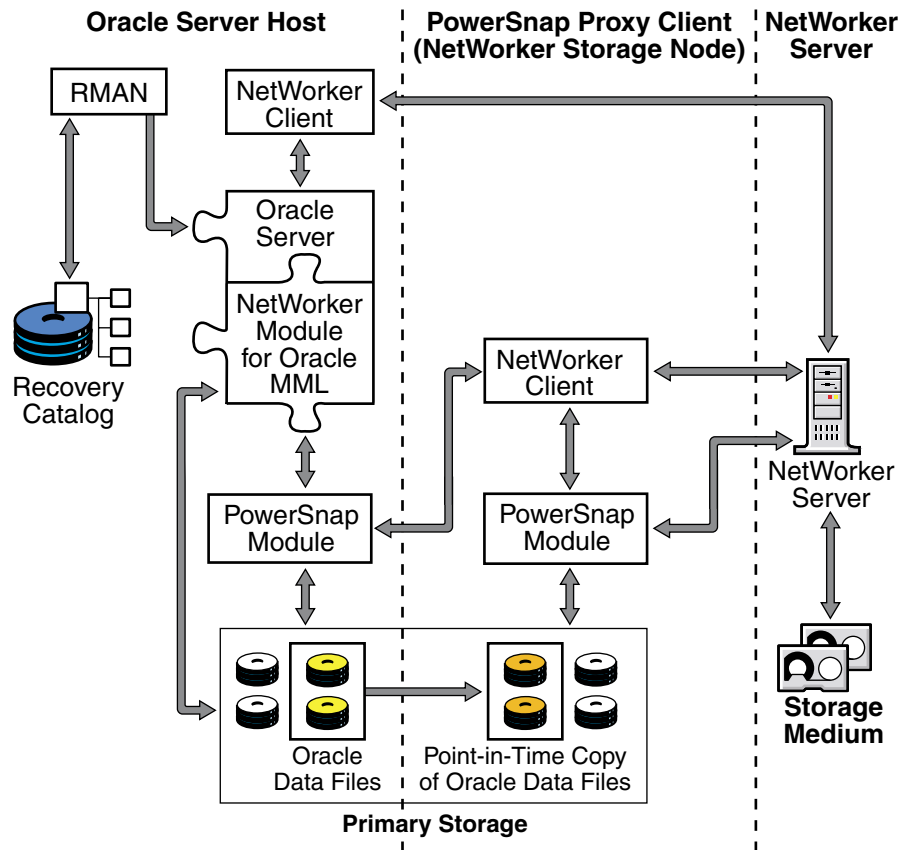 Oracle Server Host
PowerSnap Proxy Client
(NetWorker Storage Node)
NetWorker
Server
RMAN
NetWorker
Client
Oracle
Server
NetWorker
Module
for Oracle
MML
Recovery
Catalog
NetWorker
Client
NetWorker
Server
PowerSnap
Module
PowerSnap
Module
Oracle
Data Files
Point-in-Time Copy
of Oracle Data Files
Storage
Medium
Primary Storage